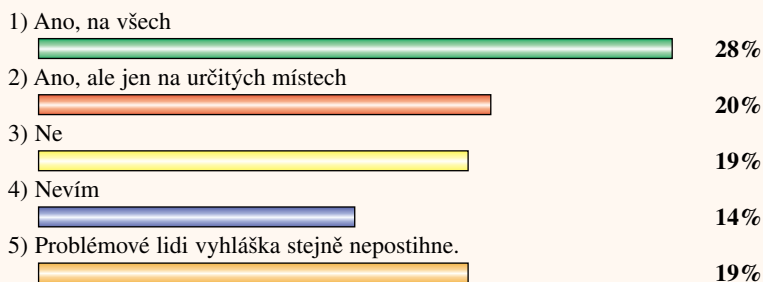 1) Ano, na všech
28%
2) Ano, ale jen na určitých místech
20%
3) Ne
19%
4) Nevím
14%
5) Problémové lidi vyhláška stejně nepostihne.
19%